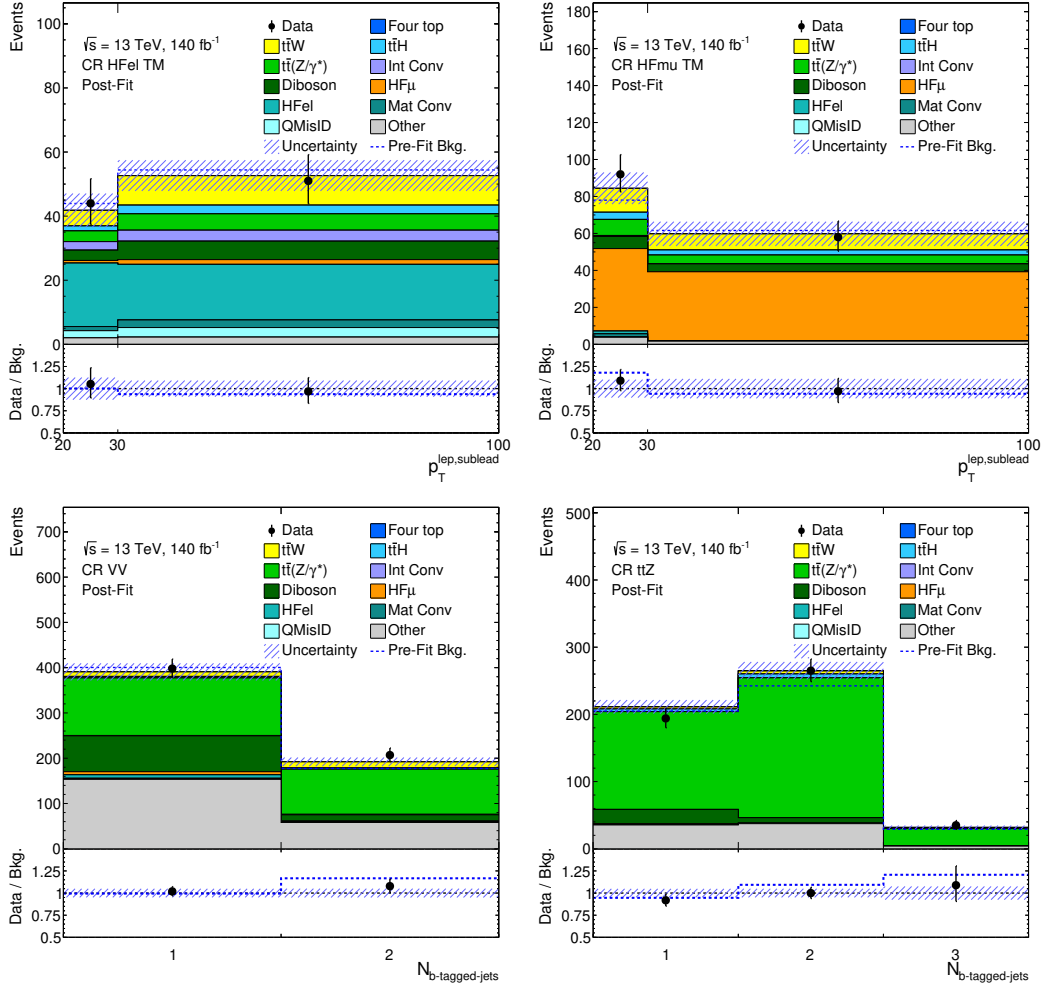 Events
100
80
60
40
20
0
√s = 13 TeV, 140 fb⁻¹
CR HFel TM
Post-Fit
Data Four top
tt̄W tt̄H
tt̄(Z/γ*) Int Conv
Diboson HFμ
HFel Mat Conv
QMisID Other
Uncertainty Pre-Fit Bkg.
Data / Bkg.
1.25
1
0.75
0.5
20 30 100
p_T^lep,sublead
Events
180
160
140
120
100
80
60
40
20
0
√s = 13 TeV, 140 fb⁻¹
CR HFmu TM
Post-Fit
Data Four top
tt̄W tt̄H
tt̄(Z/γ*) Int Conv
Diboson HFμ
HFel Mat Conv
QMisID Other
Uncertainty Pre-Fit Bkg.
Data / Bkg.
1.25
1
0.75
0.5
20 30 100
p_T^lep,sublead
Events
700
600
500
400
300
200
100
0
√s = 13 TeV, 140 fb⁻¹
CR VV
Post-Fit
Data Four top
tt̄W tt̄H
tt̄(Z/γ*) Int Conv
Diboson HFμ
HFel Mat Conv
QMisID Other
Uncertainty Pre-Fit Bkg.
Data / Bkg.
1.25
1
0.75
0.5
1 2
N_b-tagged-jets
Events
500
400
300
200
100
0
√s = 13 TeV, 140 fb⁻¹
CR ttZ
Post-Fit
Data Four top
tt̄W tt̄H
tt̄(Z/γ*) Int Conv
Diboson HFμ
HFel Mat Conv
QMisID Other
Uncertainty Pre-Fit Bkg.
Data / Bkg.
1.25
1
0.75
0.5
1 2 3
N_b-tagged-jets